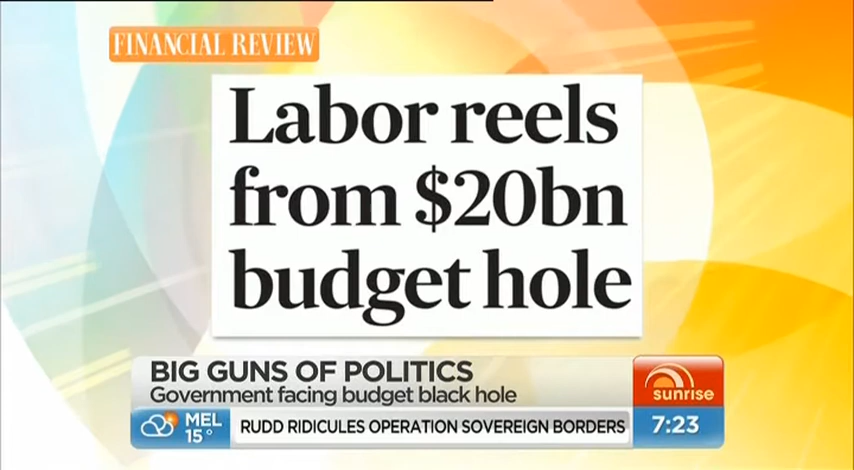 FINANCIAL REVIEW
Labor reels
from $20bn
budget hole
BIG GUNS OF POLITICS
Government facing budget black hole
sunrise
MEL
15°
RUDD RIDICULES OPERATION SOVEREIGN BORDERS
7:23